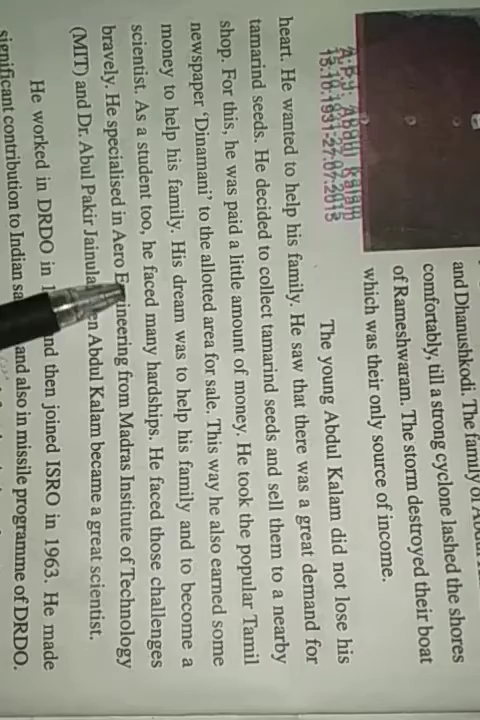 and Dhanushkodi. The family of
comfortably, till a strong cyclone lashed the shores
of Rameshwaram. The storm destroyed their boat
which was their only source of income.
A.P.J. Abdul Kalam
15.10.1931-27.07.2015
The young Abdul Kalam did not lose his
heart. He wanted to help his family. He saw that there was a great demand for
tamarind seeds. He decided to collect tamarind seeds and sell them to a nearby
shop. For this, he was paid a little amount of money. He took the popular Tamil
newspaper ‘Dinamani’ to the allotted area for sale. This way he also earned some
money to help his family. His dream was to help his family and to become a
scientist. As a student too, he faced many hardships. He faced those challenges
bravely. He specialised in Aero Engineering from Madras Institute of Technology
(MIT) and Dr. Abul Pakir Abdul Kalam became a great scientist.
He worked in DRDO in and then joined ISRO in 1963. He made
significant contribution to Indian and also in missile programme of DRDO.